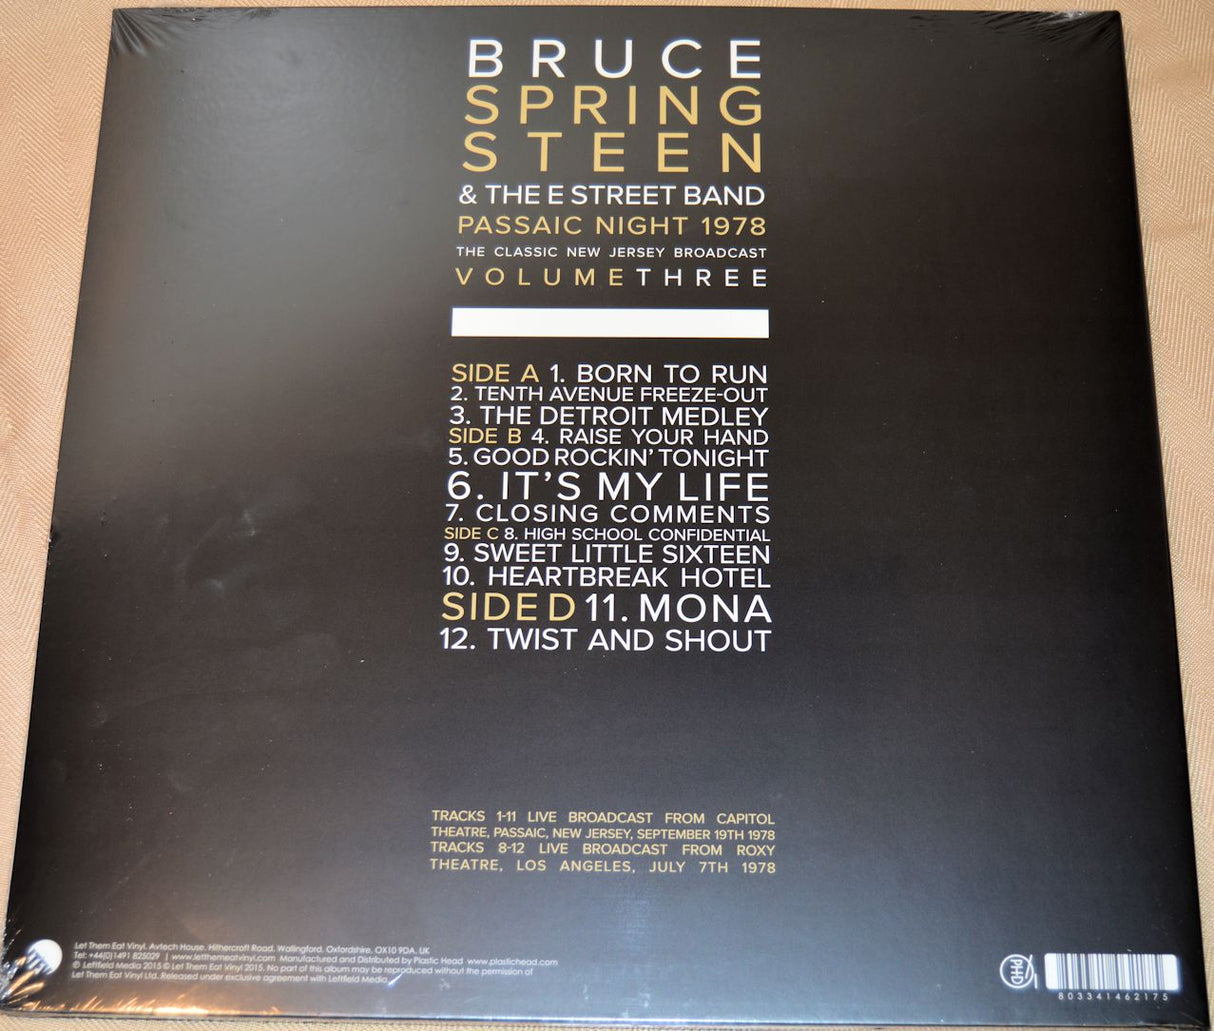 BRUCE
SPRING
STEEN
& THE E STREET BAND
PASSAIC NIGHT 1978
THE CLASSIC NEW JERSEY BROADCAST
VOLUME THREE
SIDE A 1. BORN TO RUN
2. TENTH AVENUE FREEZE-OUT
3. THE DETROIT MEDLEY
SIDE B 4. RAISE YOUR HAND
5. GOOD ROCKIN' TONIGHT
6. IT'S MY LIFE
7. CLOSING COMMENTS
SIDE C 8. HIGH SCHOOL CONFIDENTIAL
9. SWEET LITTLE SIXTEEN
10. HEARTBREAK HOTEL
SIDE D 11. MONA
12. TWIST AND SHOUT
TRACKS 1-11 LIVE BROADCAST FROM CAPITOL
THEATRE, PASSAIC, NEW JERSEY, SEPTEMBER 19TH 1978
TRACKS 8-12 LIVE BROADCAST FROM ROXY
THEATRE, LOS ANGELES, JULY 7TH 1978
Let Them Eat Vinyl, Avtech House, Hithercroft Road, Wallingford, Oxfordshire, OX10 9DA, UK
Tel: +44(0)1491 825029 | www.letthemeatvinyl.com Manufactured and Distributed by Plastic Head www.plastichead.com
℗ Leftfield Media 2015 © Let Them Eat Vinyl 2015. No part of this album may be reproduced without the permission of
Let Them Eat Vinyl Ltd. Released under exclusive agreement with Leftfield Media.
PHD
803341462175